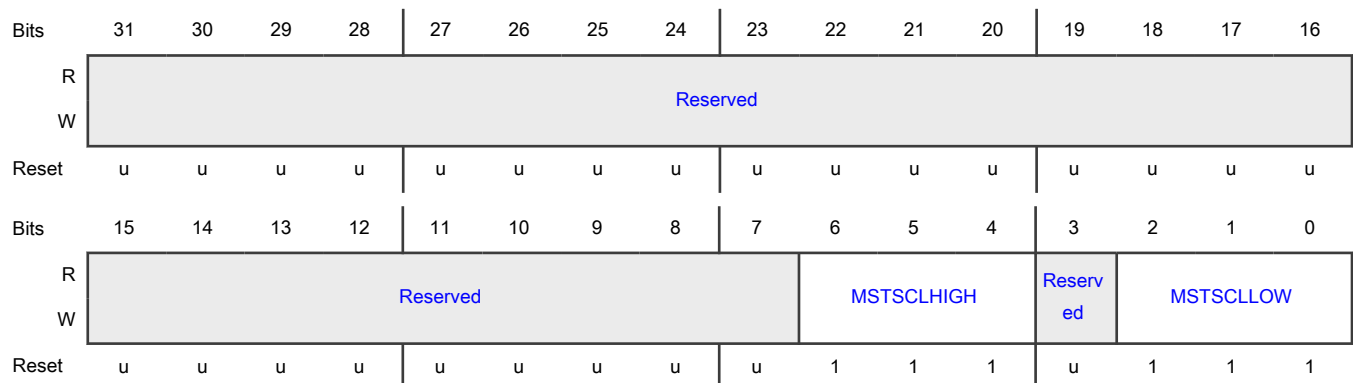 Bits 31 30 29 28 27 26 25 24 23 22 21 20 19 18 17 16
R
Reserved
W
Reset u u u u u u u u u u u u u u u u
Bits 15 14 13 12 11 10 9 8 7 6 5 4 3 2 1 0
R
Reserved MSTSCLHIGH Reserv
ed MSTSCLLOW
W
Reset u u u u u u u u u 1 1 1 u 1 1 1